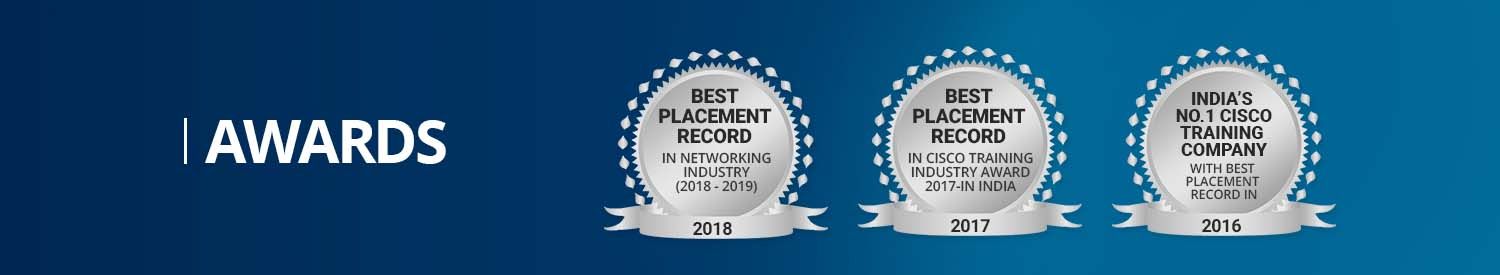 AWARDS
BEST
PLACEMENT
RECORD
IN NETWORKING
INDUSTRY
(2018 - 2019)
2018
BEST
PLACEMENT
RECORD
IN CISCO TRAINING
INDUSTRY AWARD
2017-IN INDIA
2017
INDIA'S
NO.1 CISCO
TRAINING
COMPANY
WITH BEST
PLACEMENT
RECORD IN
2016